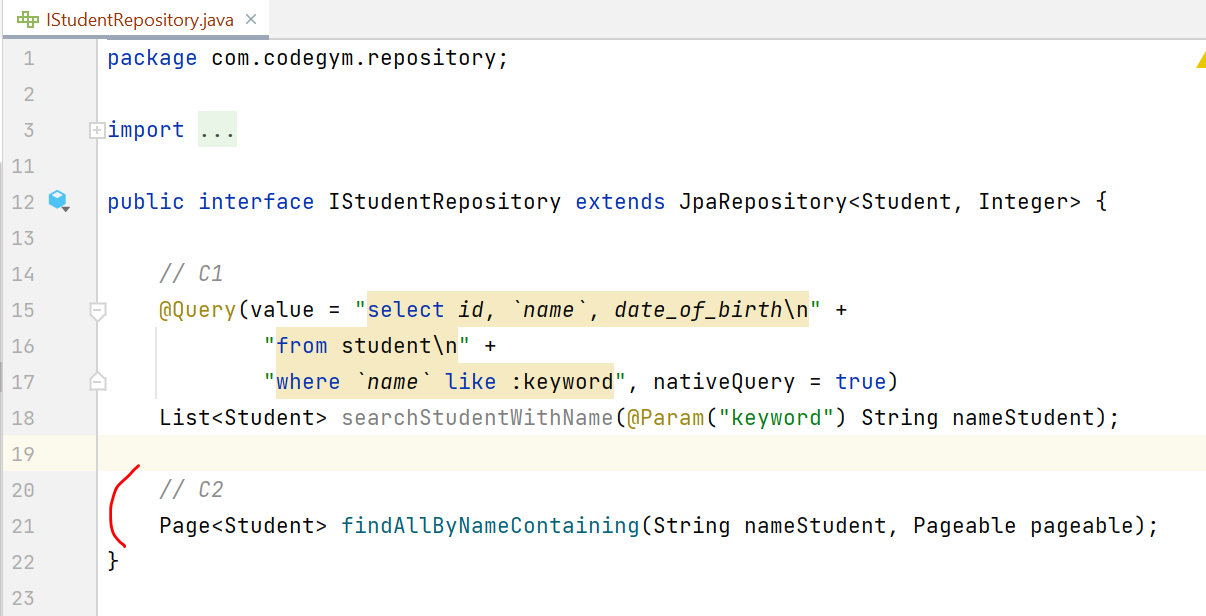 IStudentRepository.java
1 package com.codegym.repository;
2
3 import ...
11
12 public interface IStudentRepository extends JpaRepository<Student, Integer> {
13
14 // C1
15 @Query(value = "select id, `name`, date_of_birth\n" +
16 "from student\n" +
17 "where `name` like :keyword", nativeQuery = true)
18 List<Student> searchStudentWithName(@Param("keyword") String nameStudent);
19
20 // C2
21 Page<Student> findAllByNameContaining(String nameStudent, Pageable pageable);
22 }
23